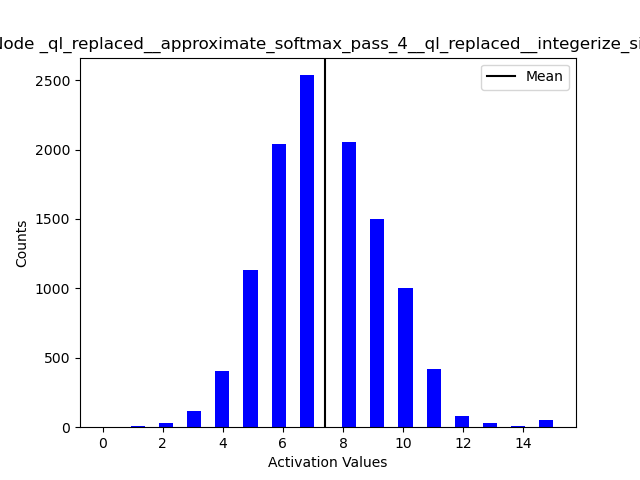 Node _ql_replaced__approximate_softmax_pass_4__ql_replaced__integerize_si
Mean
Counts
2500
2000
1500
1000
500
0
0 2 4 6 8 10 12 14
Activation Values